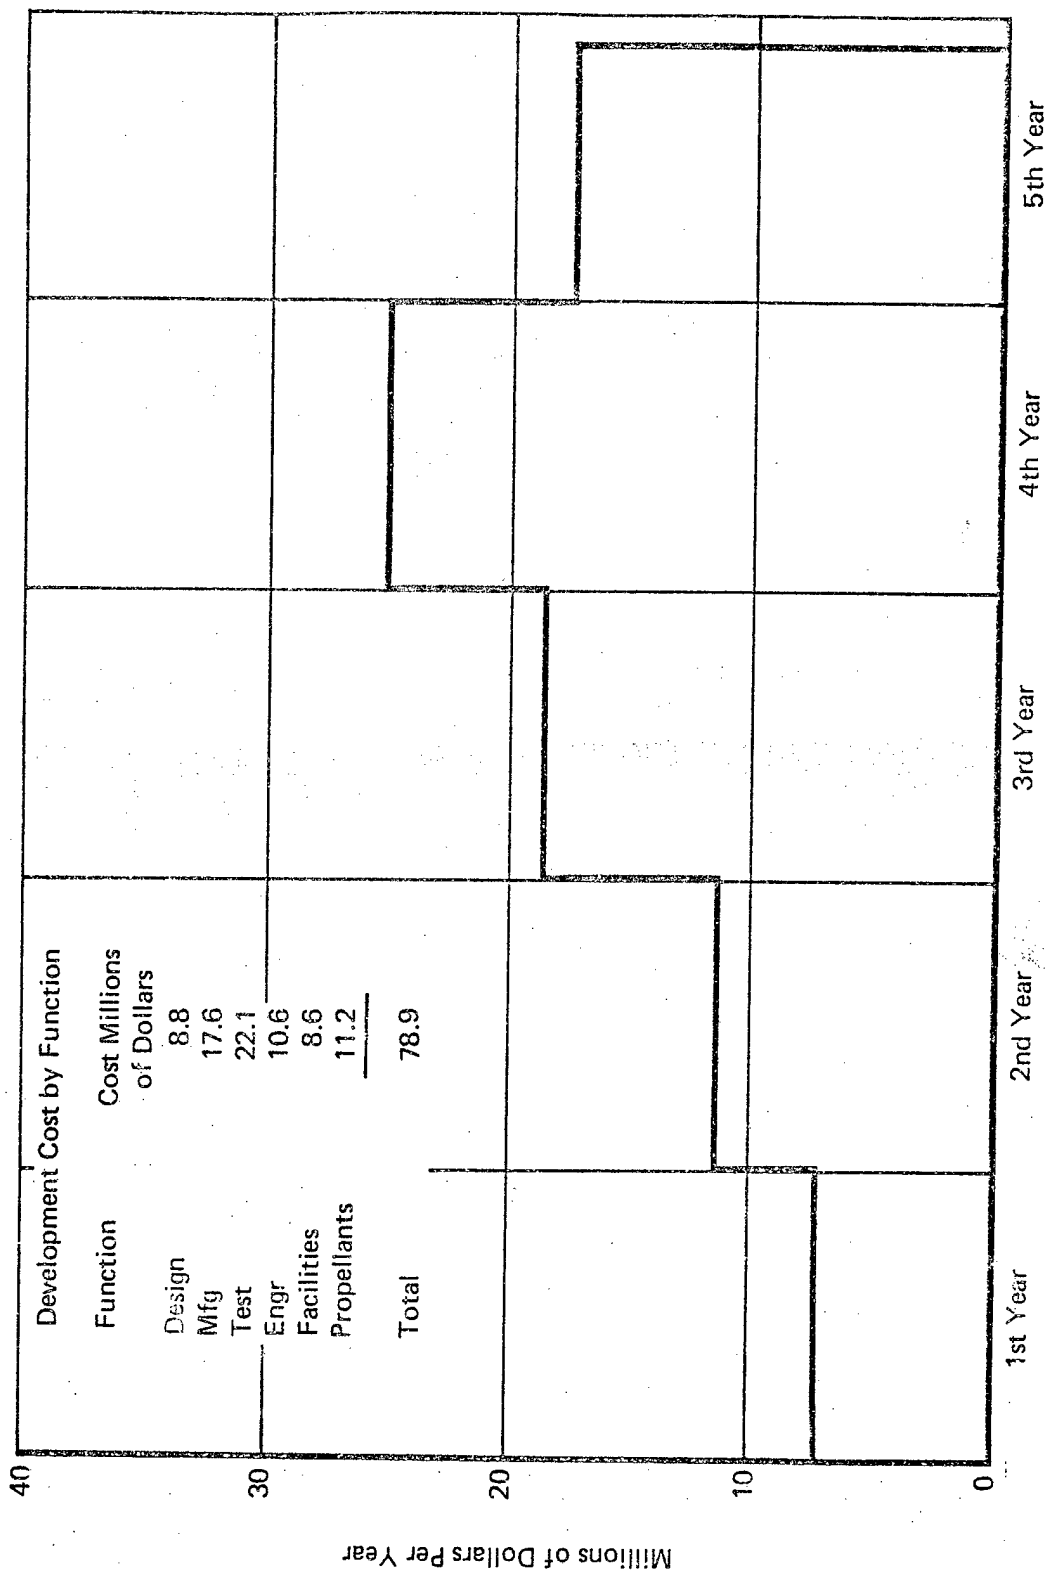 Development Cost by Function
Function Cost Millions
of Dollars
Design 8.8
Mfg 17.6
Test 22.1
Engr 10.6
Facilities 8.6
Propellants 11.2
Total 78.9
40
30
20
10
0
Millions of Dollars Per Year
1st Year 2nd Year 3rd Year 4th Year 5th Year